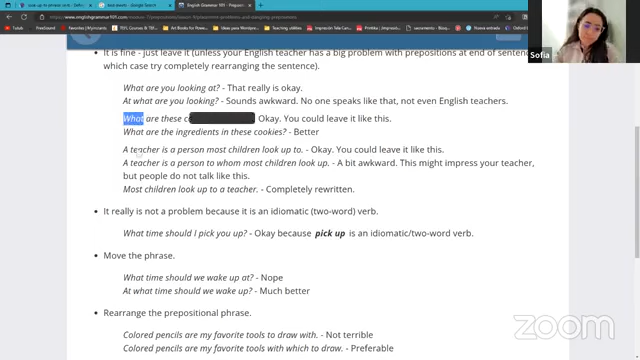 https://www.englishgrammar101.com
Sofia
It is fine - just leave it (unless your English teacher has a big problem with prepositions at end of
which case try completely rearranging the sentence).
What are you looking at? - That really is okay.
At what are you looking? - Sounds awkward. No one speaks like that, not even English teachers.
What are these Okay. You could leave it like this.
What are the ingredients in these cookies? - Better
A teacher is a person most children look up to. - Okay. You could leave it like this.
A teacher is a person to whom most children look up. - A bit awkward. This might impress your teacher,
but people do not talk like this.
Most children look up to a teacher. - Completely rewritten.
It really is not a problem because it is an idiomatic (two-word) verb.
What time should I pick you up? - Okay because pick up is an idiomatic/two-word verb.
Move the phrase.
What time should we wake up at? - Nope
At what time should we wake up? - Much better
Rearrange the prepositional phrase.
Colored pencils are my favorite tools to draw with. - Not terrible
Colored pencils are my favorite tools with which to draw. - Preferable
zoom